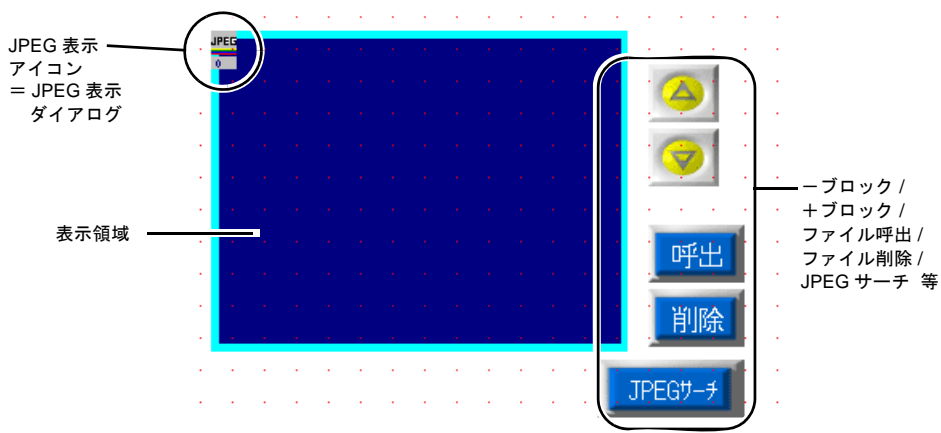 JPEG 表示
アイコン
＝ JPEG 表示
ダイアログ
JPEG
0
表示領域
呼出
削除
JPEGｻｰﾁ
－ブロック /
＋ブロック /
ファイル呼出 /
ファイル削除 /
JPEG サーチ 等